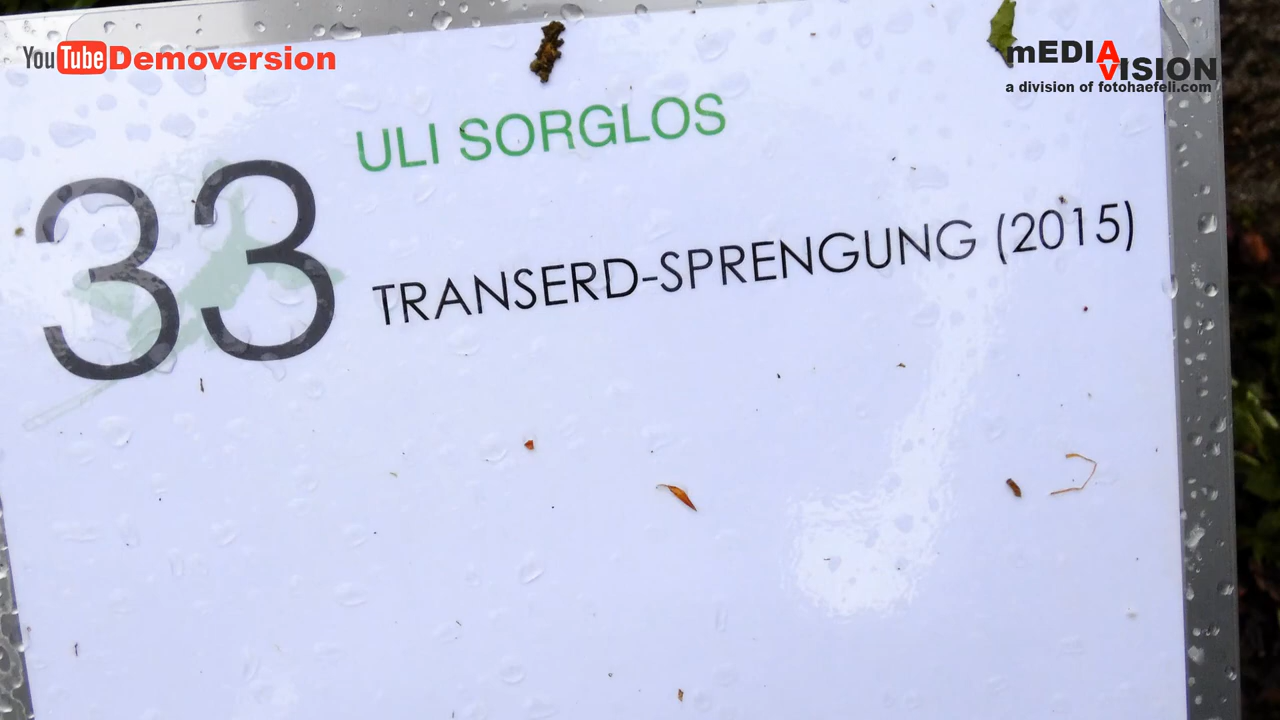 YouTube Demoversion
mEDIA VISION
a division of fotohaefeli.com
33
ULI SORGLOS
TRANSERD-SPRENGUNG (2015)